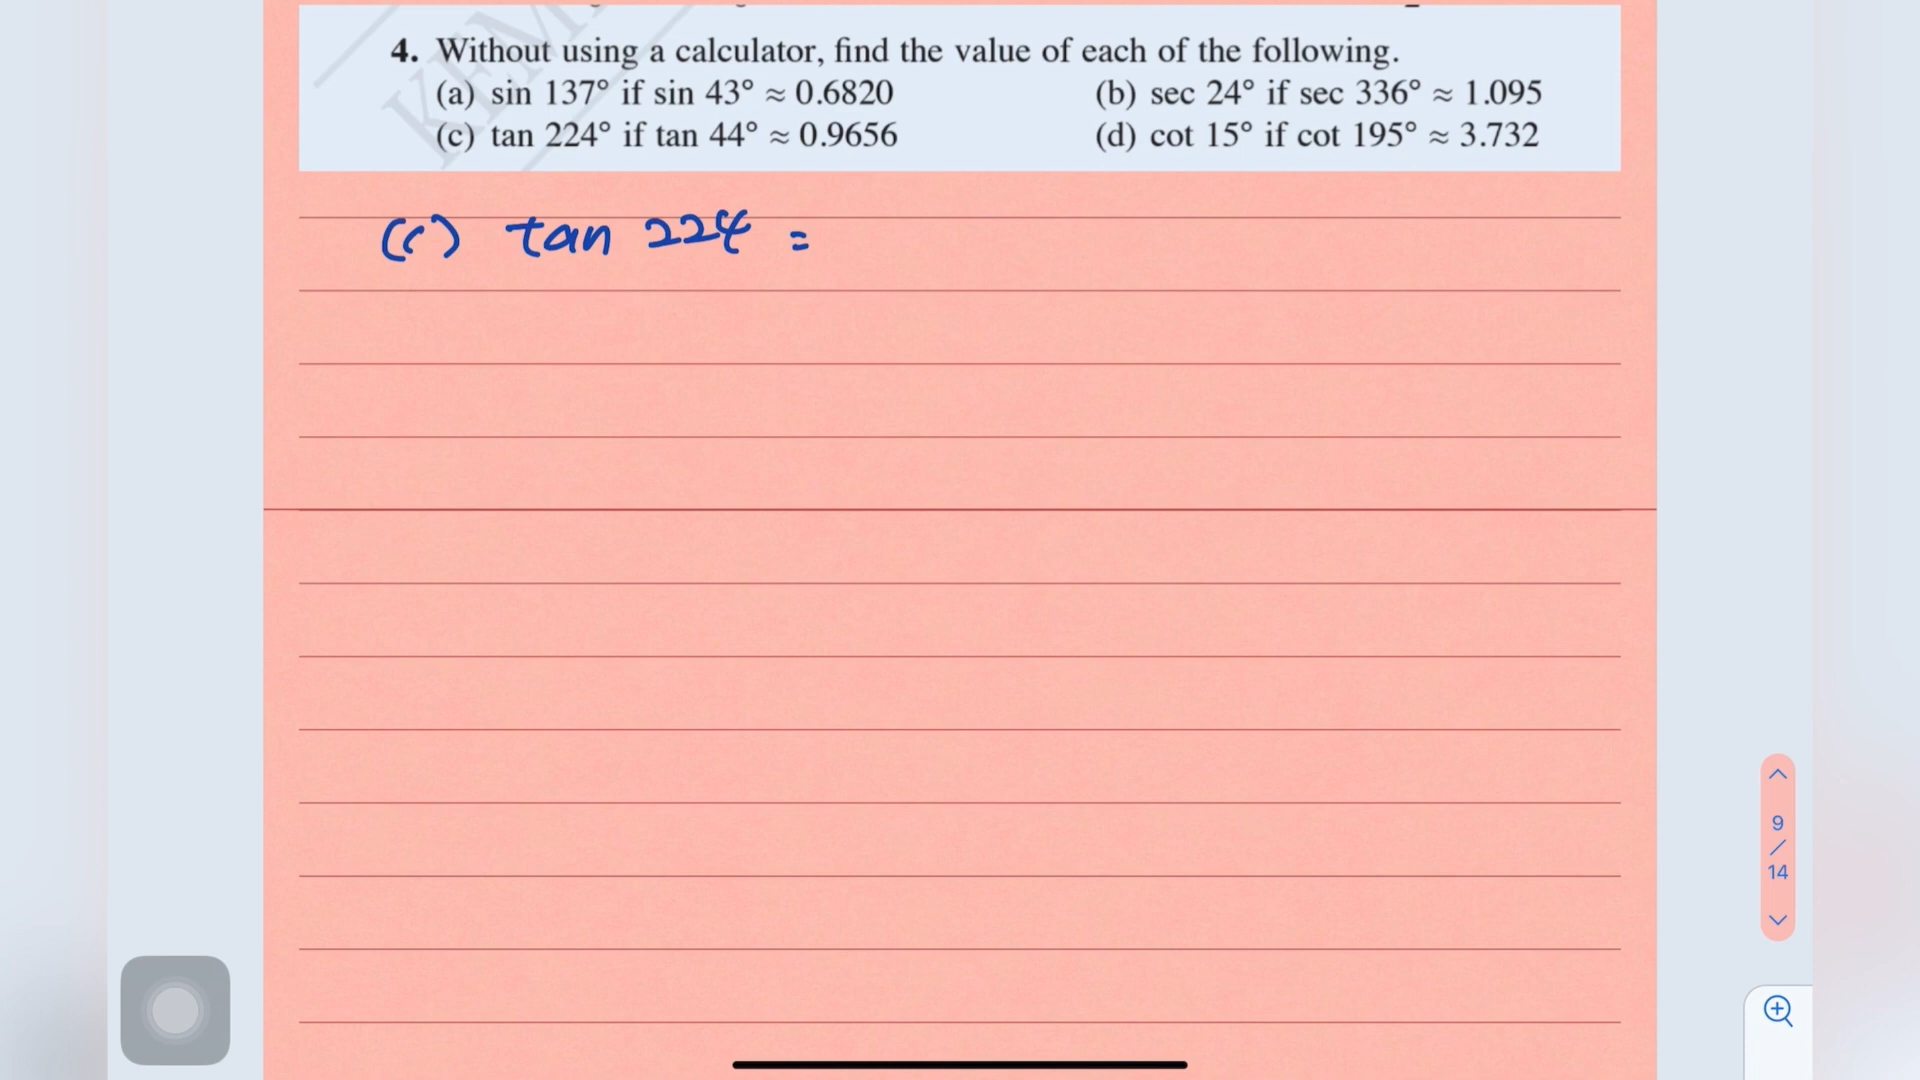 4. Without using a calculator, find the value of each of the following.
(a) sin 137° if sin 43° ≈ 0.6820 (b) sec 24° if sec 336° ≈ 1.095
(c) tan 224° if tan 44° ≈ 0.9656 (d) cot 15° if cot 195° ≈ 3.732
(c) tan 224 =
9
/
14